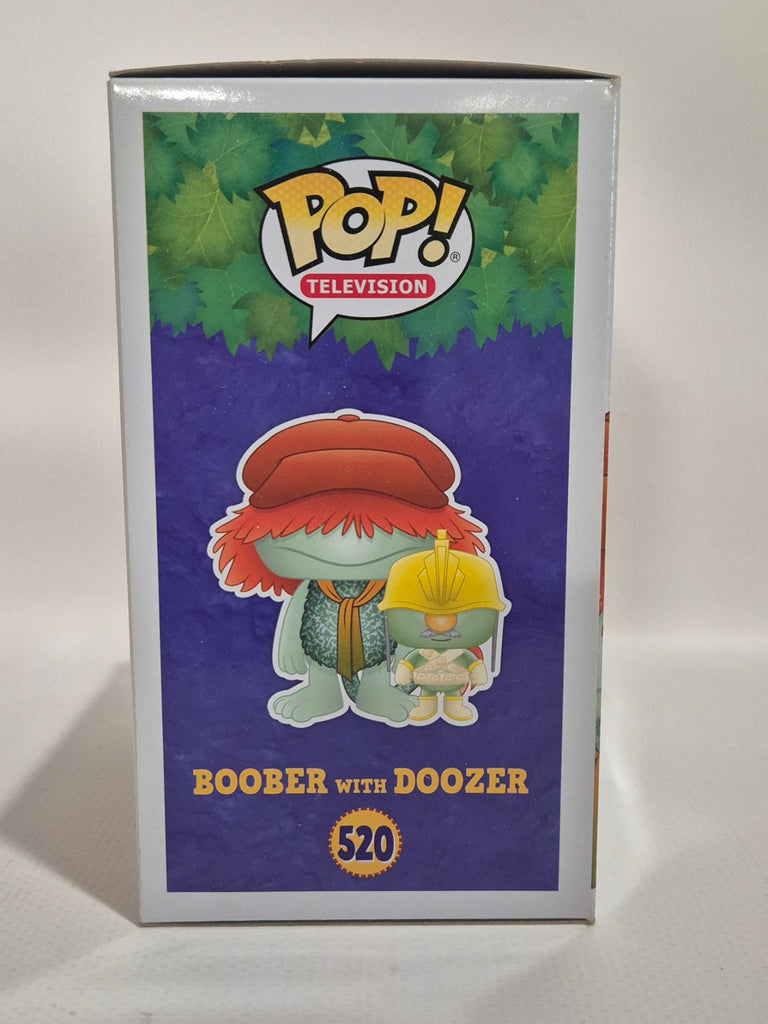 POP!®
TELEVISION
BOOBER WITH DOOZER
520